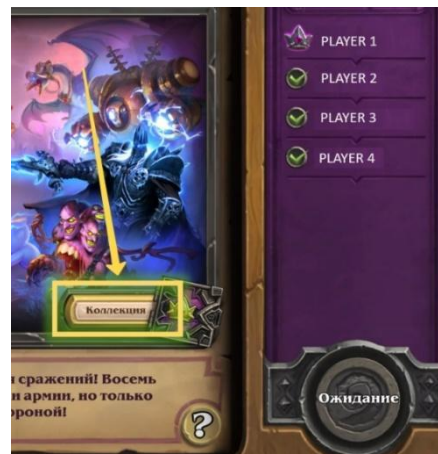 PLAYER 1
PLAYER 2
PLAYER 3
PLAYER 4
Коллекция
сражений! Восемь
армии, но только
ороной!
?
Ожидание